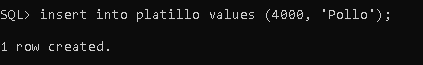 SQL> insert into platillo values (4000, 'Pollo');
1 row created.